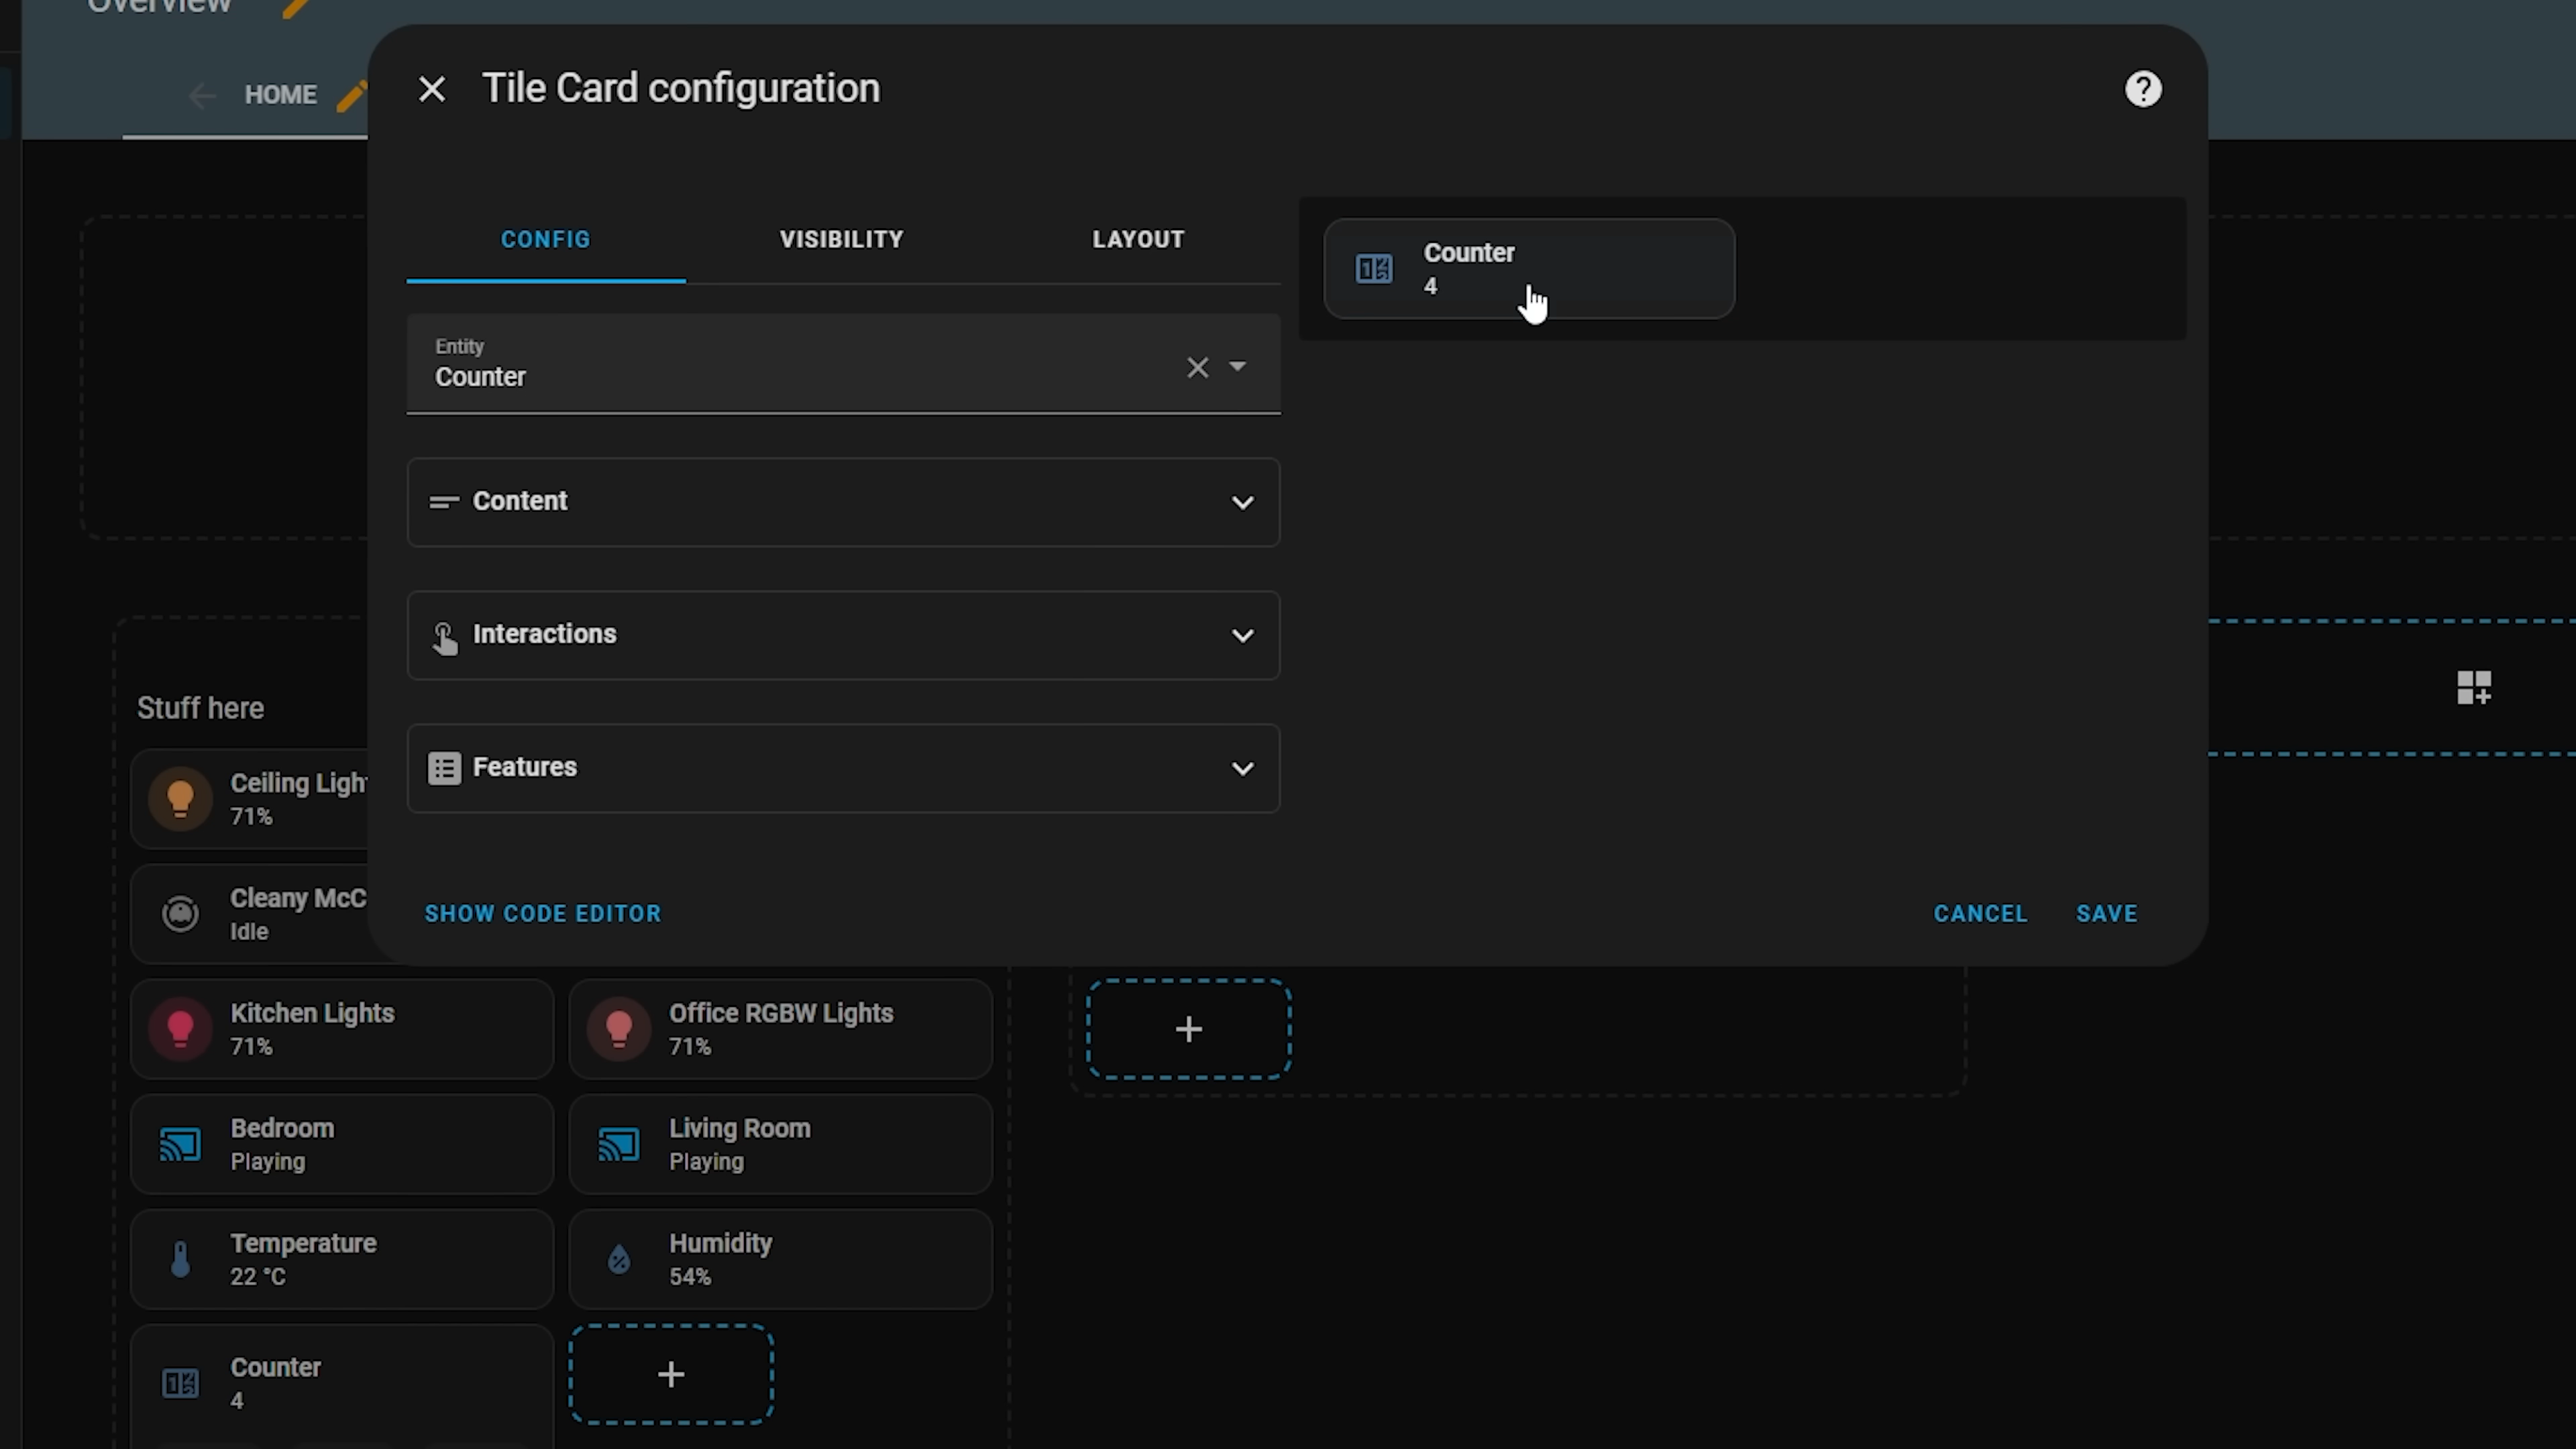 Overview
HOME
Tile Card configuration
CONFIG
VISIBILITY
LAYOUT
Counter
4
Entity
Counter
Content
Interactions
Features
SHOW CODE EDITOR
CANCEL
SAVE
Stuff here
Ceiling Ligh
71%
Cleany McC
Idle
Kitchen Lights
71%
Office RGBW Lights
71%
Bedroom
Playing
Living Room
Playing
Temperature
22 °C
Humidity
54%
Counter
4